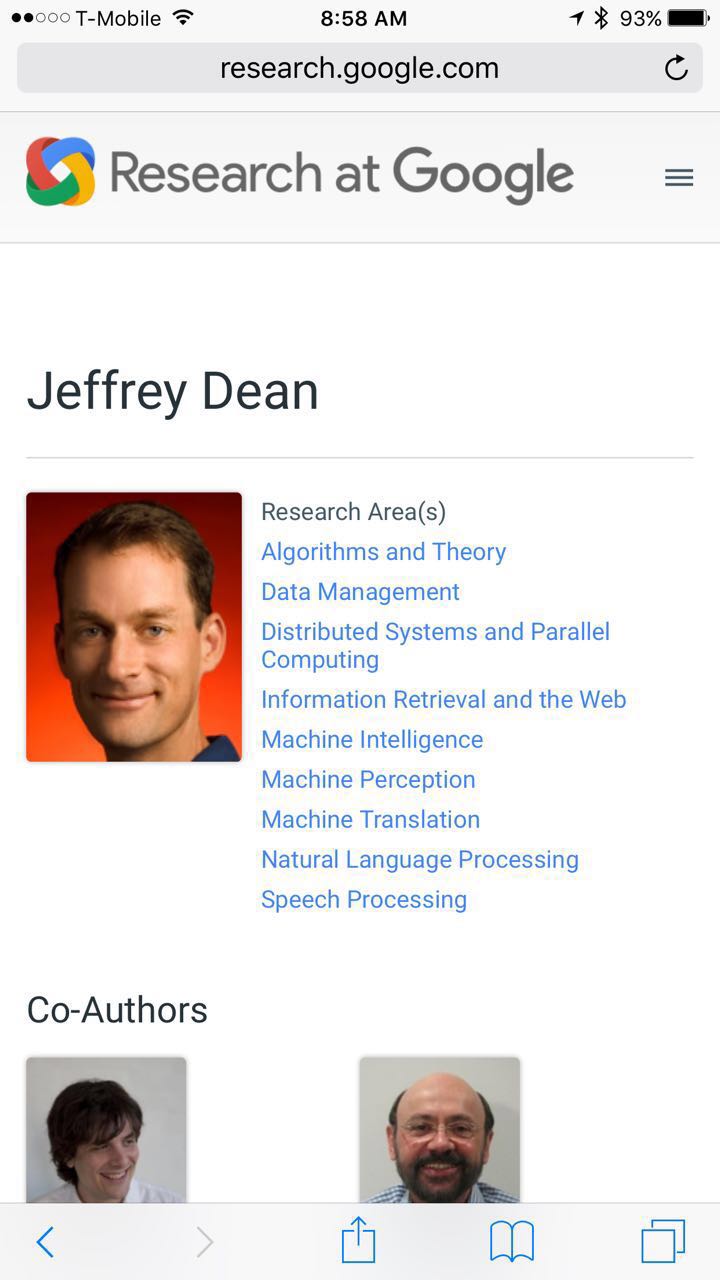 T-Mobile 8:58 AM 93%
research.google.com
Research at Google
Jeffrey Dean
Research Area(s)
Algorithms and Theory
Data Management
Distributed Systems and Parallel
Computing
Information Retrieval and the Web
Machine Intelligence
Machine Perception
Machine Translation
Natural Language Processing
Speech Processing
Co-Authors